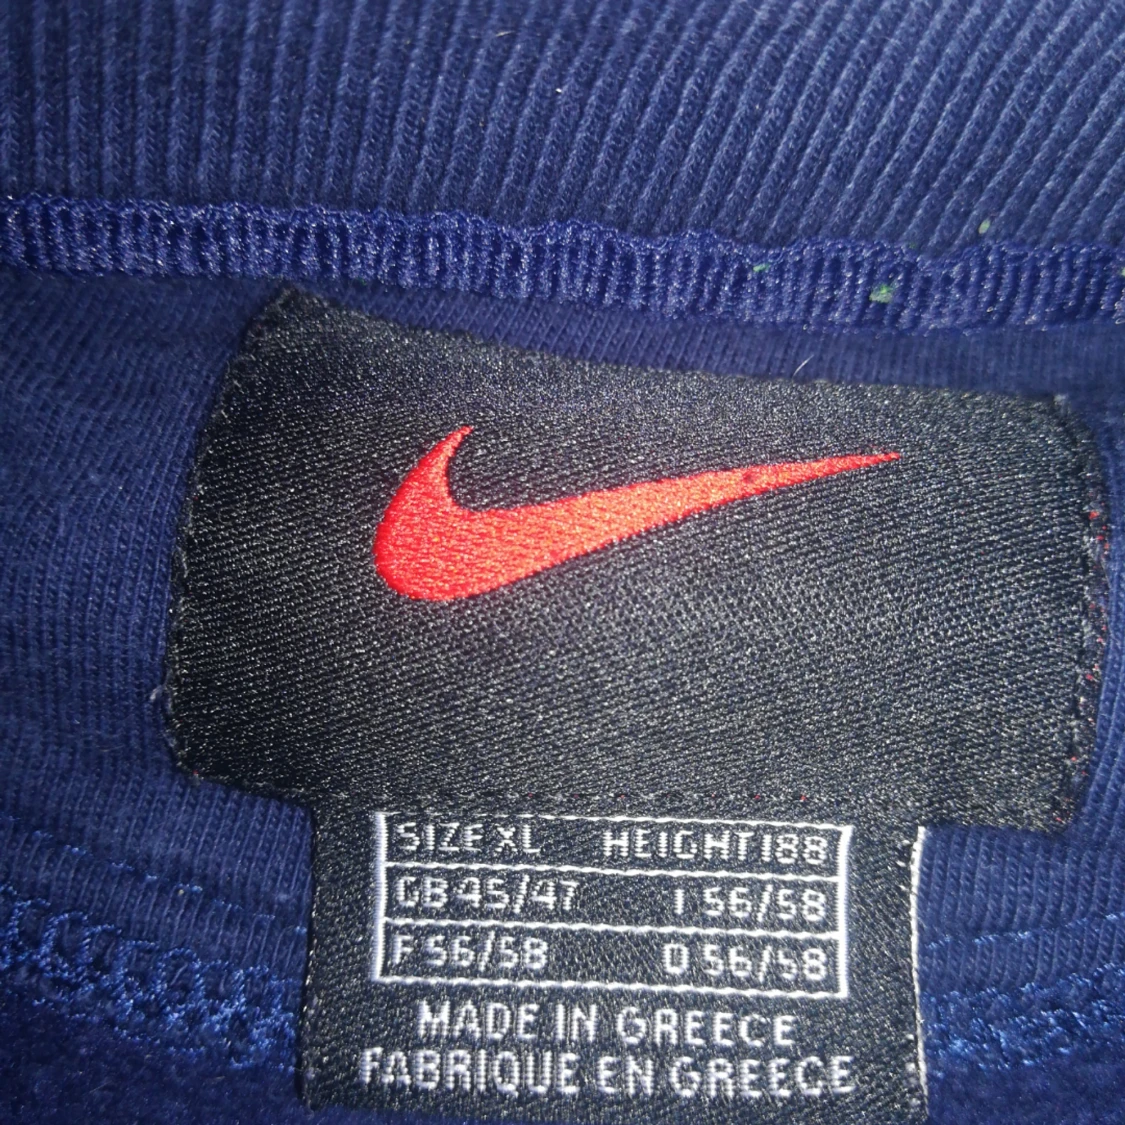 SIZE XL HEIGHT 188
GB 45/47 I 56/58
F 56/58 D 56/58
MADE IN GREECE
FABRIQUE EN GREECE